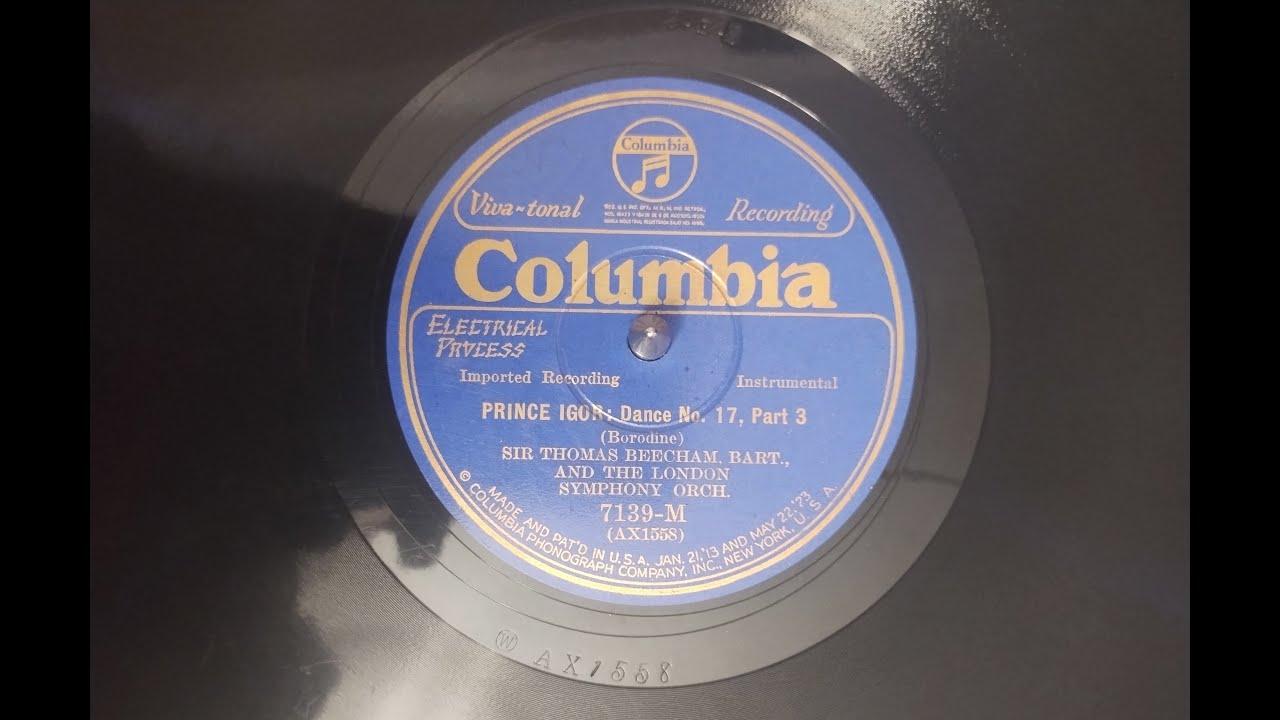 Columbia
Viva-tonal Recording
Columbia
ELECTRICAL
PROCESS
Imported Recording Instrumental
PRINCE IGOR: Dance No. 17, Part 3
(Borodine)
SIR THOMAS BEECHAM, BART.,
AND THE LONDON
SYMPHONY ORCH.
7139-M
(AX1558)
MADE AND PAT'D IN U.S.A. JAN. 21,'13 AND MAY 22,'23
© COLUMBIA PHONOGRAPH COMPANY, INC., NEW YORK, U. S. A.
W AX1558